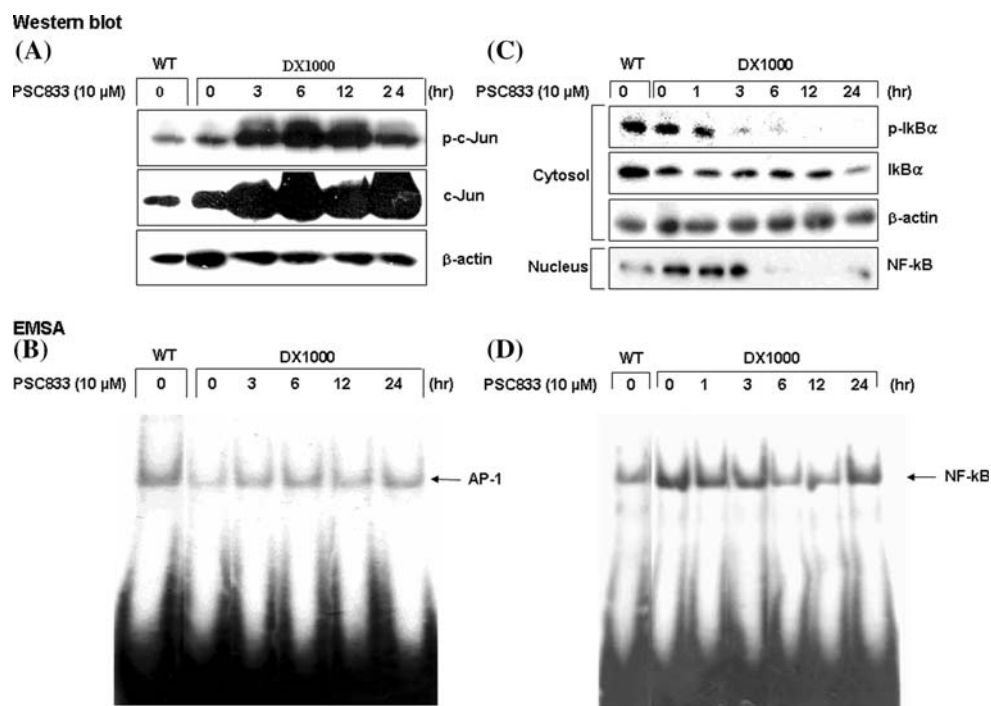 Western blot
(A)
WT DX1000
PSC833 (10 μM) 0 0 3 6 12 24 (hr)
p-c-Jun
c-Jun
β-actin
(C)
WT DX1000
PSC833 (10 μM) 0 0 1 3 6 12 24 (hr)
Cytosol
p-IkBα
IkBα
β-actin
Nucleus NF-kB
EMSA
(B)
WT DX1000
PSC833 (10 μM) 0 0 3 6 12 24 (hr)
AP-1
(D)
WT DX1000
PSC833 (10 μM) 0 0 1 3 6 12 24 (hr)
NF-kB